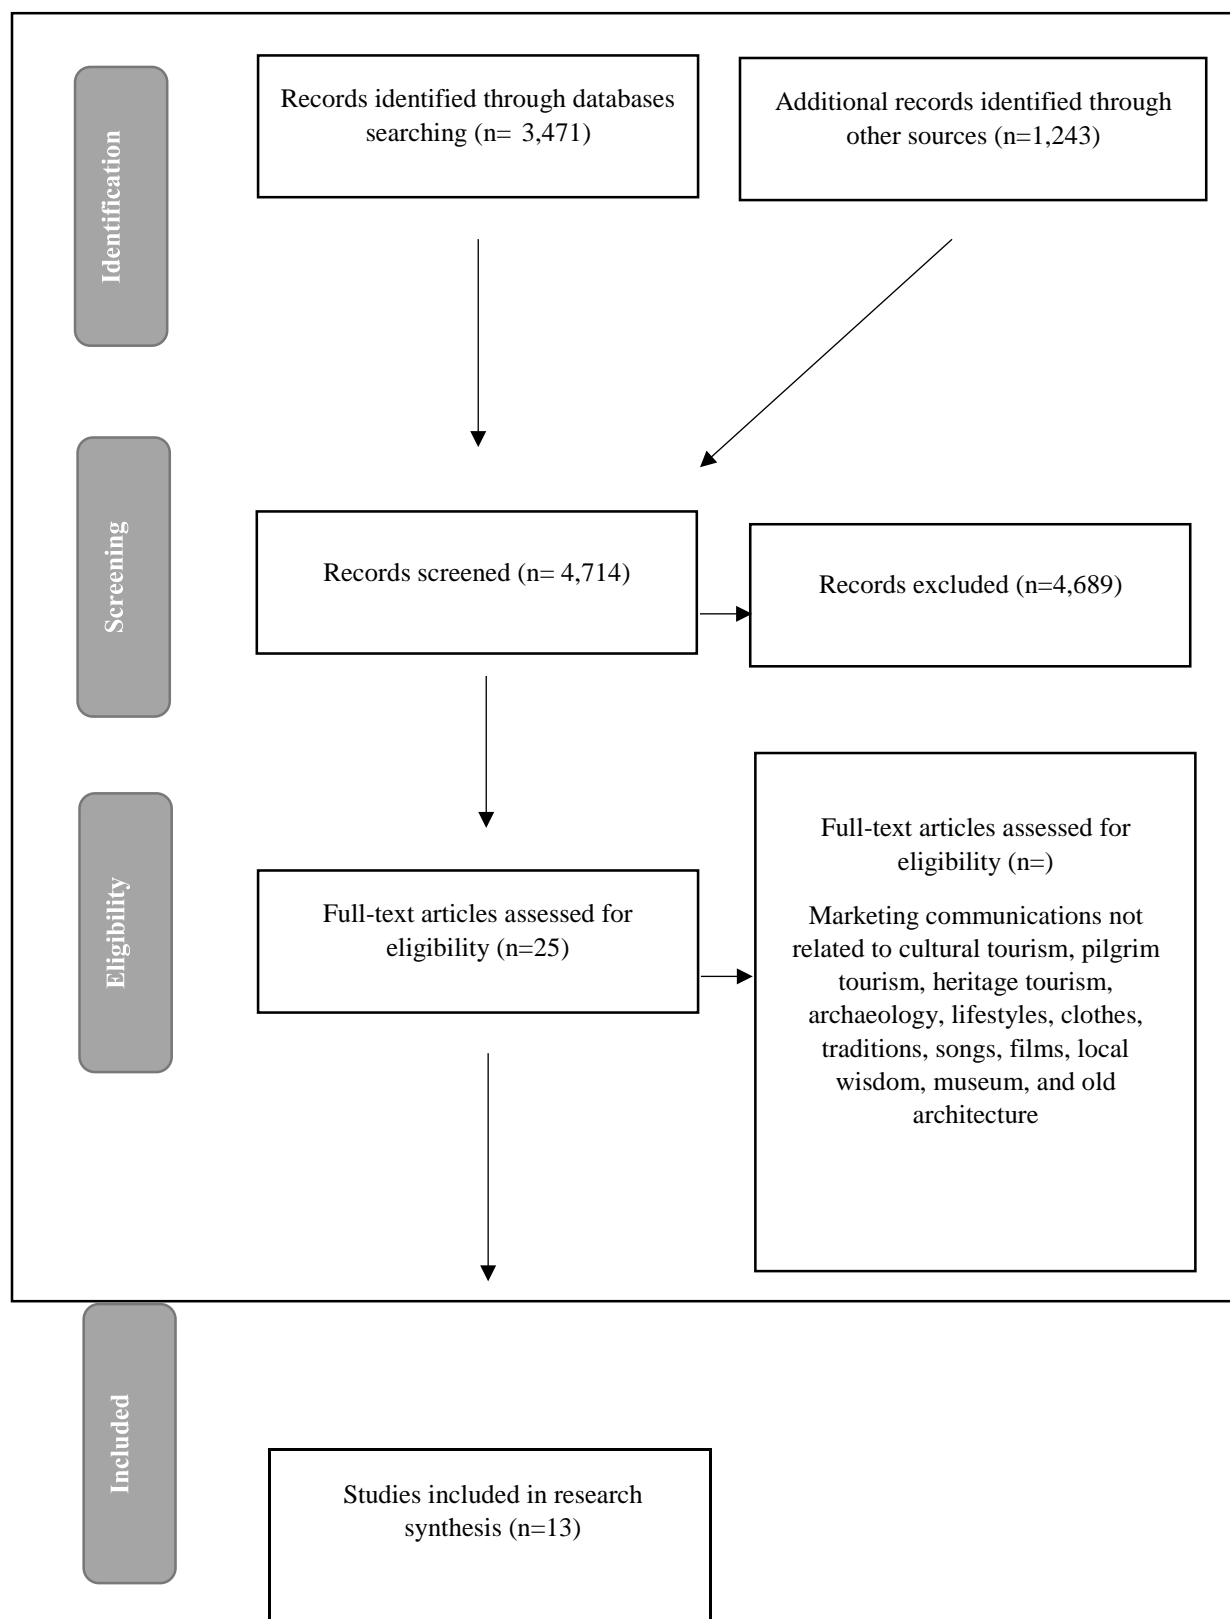 Identification
Records identified through databases
searching (n= 3,471)
Additional records identified through
other sources (n=1,243)
Screening
Records screened (n= 4,714)
Records excluded (n=4,689)
Eligibility
Full-text articles assessed for
eligibility (n=25)
Full-text articles assessed for
eligibility (n=)
Marketing communications not
related to cultural tourism, pilgrim
tourism, heritage tourism,
archaeology, lifestyles, clothes,
traditions, songs, films, local
wisdom, museum, and old
architecture
Included
Studies included in research
synthesis (n=13)